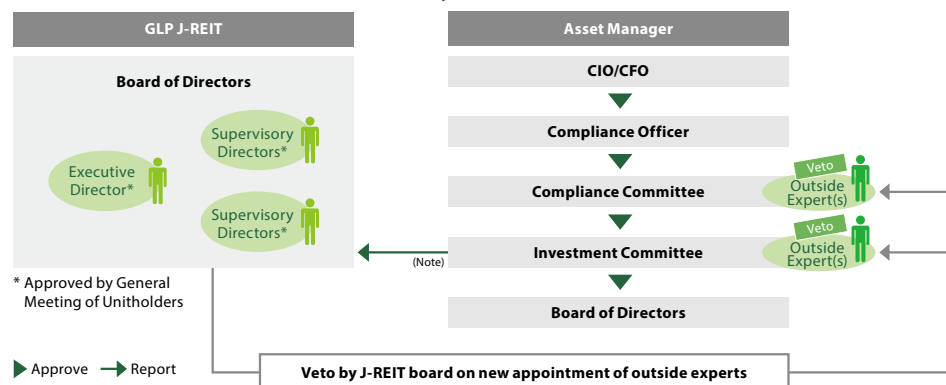 GLP J-REIT
Board of Directors
Supervisory
Directors*
Executive
Director*
Supervisory
Directors*
* Approved by General
Meeting of Unitholders
Approve
Report
Asset Manager
CIO/CFO
Compliance Officer
Compliance Committee
Veto
Outside
Expert(s)
Investment Committee
Veto
Outside
Expert(s)
(Note)
Board of Directors
Veto by J-REIT board on new appointment of outside experts